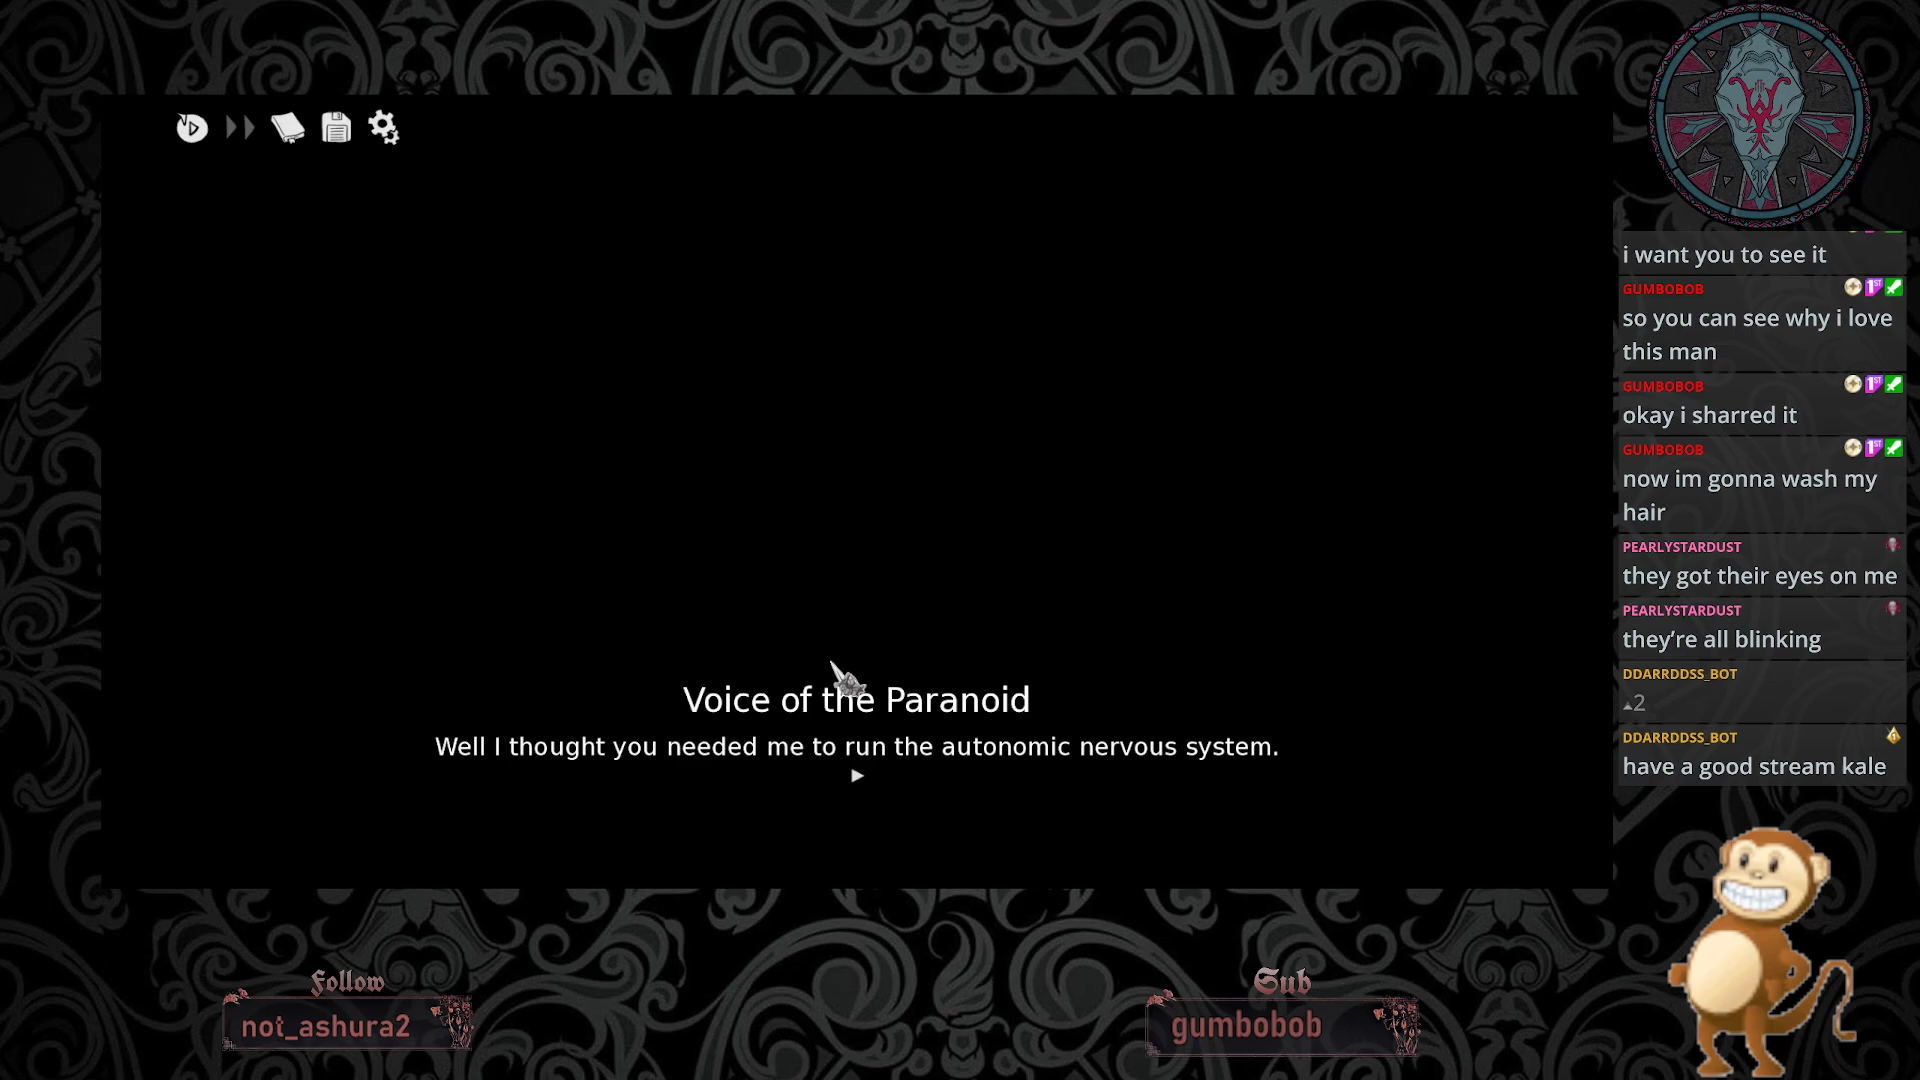 Voice of the Paranoid
Well I thought you needed me to run the autonomic nervous system.
i want you to see it
GUMBOBOB
so you can see why i love
this man
GUMBOBOB
okay i sharred it
GUMBOBOB
now im gonna wash my
hair
PEARLYSTARDUST
they got their eyes on me
PEARLYSTARDUST
they’re all blinking
DDARRDDSS_BOT
2
DDARRDDSS_BOT
have a good stream kale
Follow
not_ashura2
Sub
gumbobob